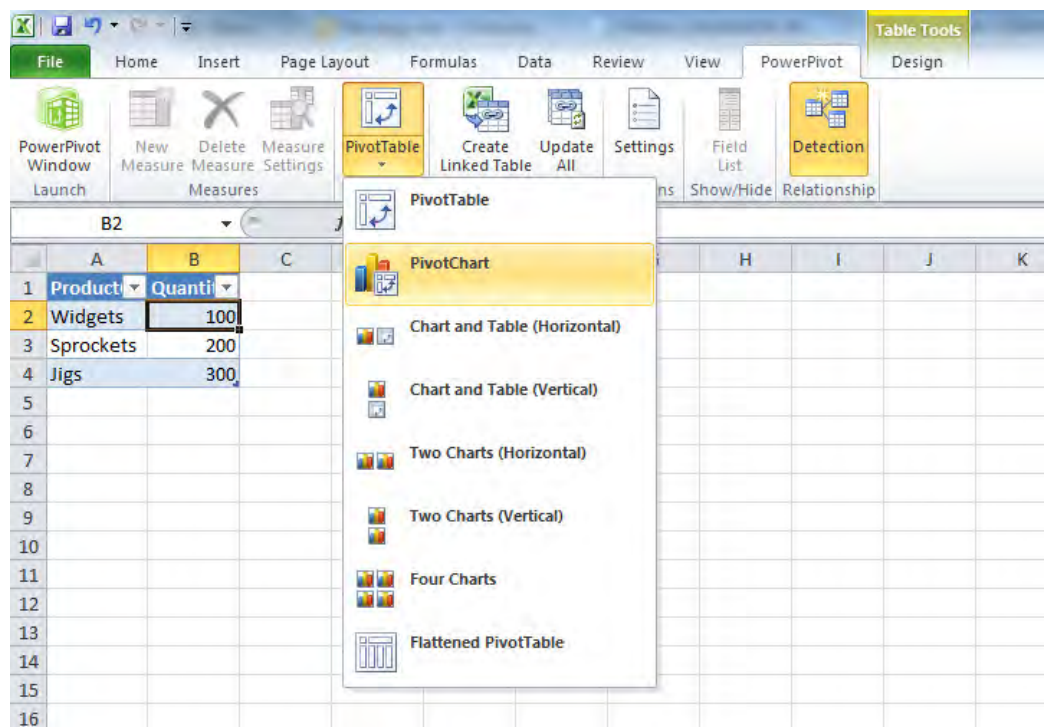 Table Tools
File Home Insert Page Layout Formulas Data Review View PowerPivot Design
PowerPivot Window
New Measure
Delete Measure
Measure Settings
PivotTable
Create Linked Table
Update All
Settings
Field List
Detection
Launch Measures ns Show/Hide Relationship
B2
A B C H I J K
1 Product Quanti
2 Widgets 100
3 Sprockets 200
4 Jigs 300
5
6
7
8
9
10
11
12
13
14
15
16
PivotTable
PivotChart
Chart and Table (Horizontal)
Chart and Table (Vertical)
Two Charts (Horizontal)
Two Charts (Vertical)
Four Charts
Flattened PivotTable